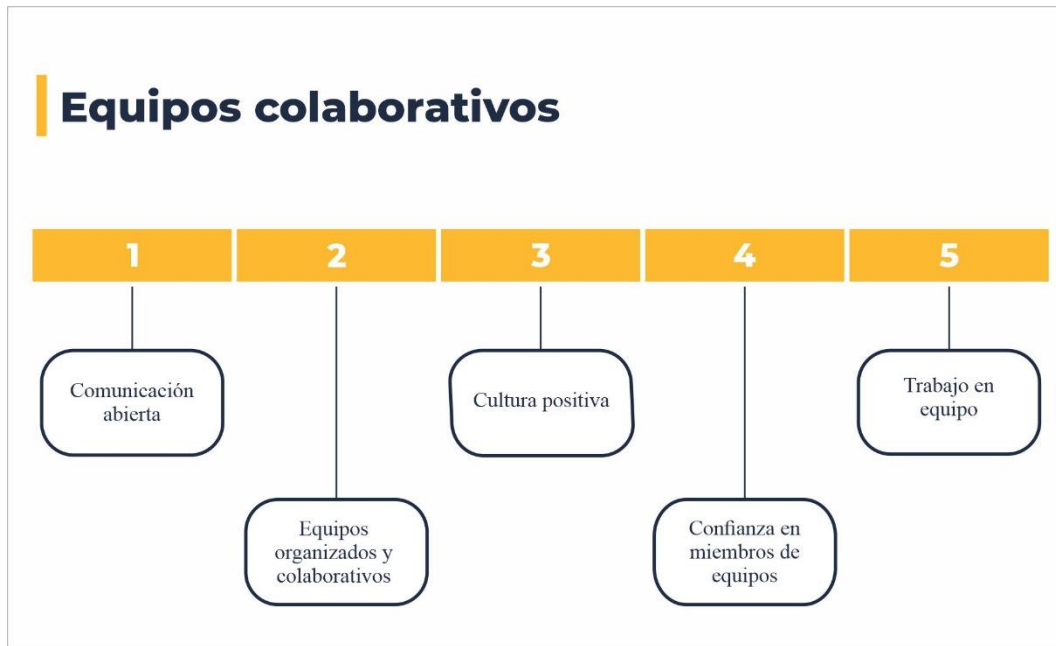 Equipos colaborativos
1
2
3
4
5
Comunicación
abierta
Equipos
organizados y
colaborativos
Cultura positiva
Confianza en
miembros de
equipos
Trabajo en
equipo